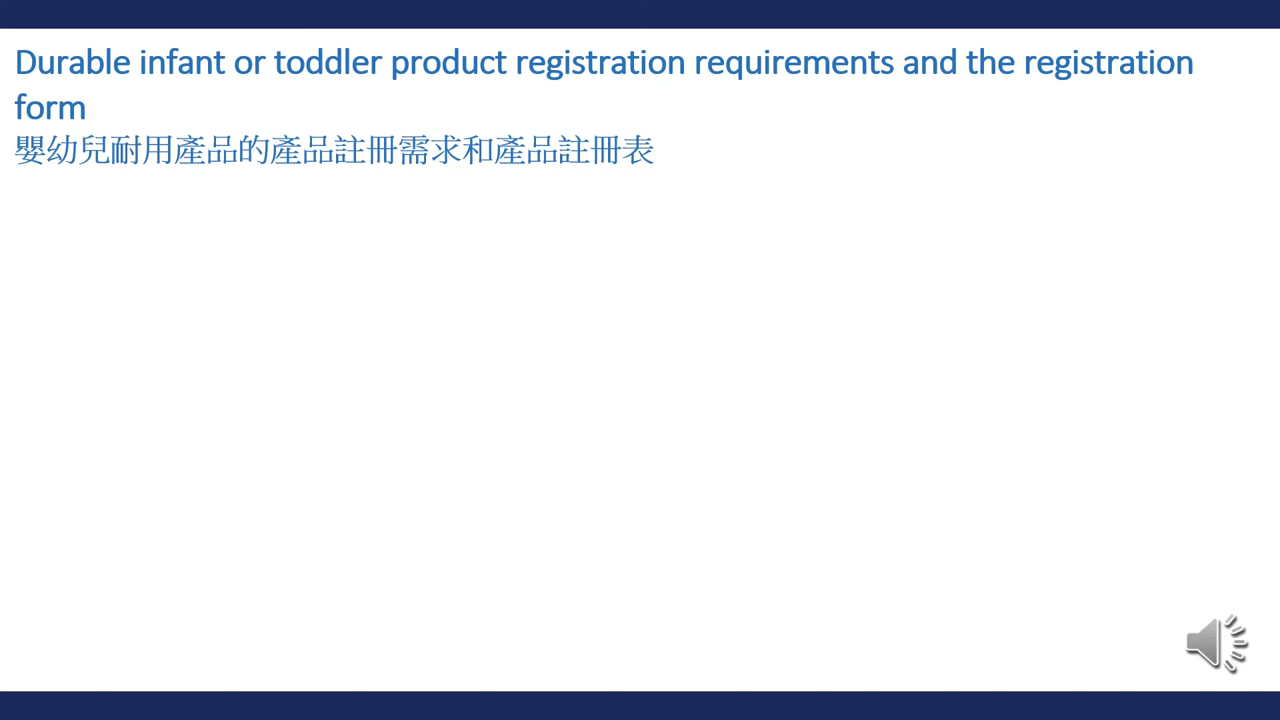 Durable infant or toddler product registration requirements and the registration
form
嬰幼兒耐用產品的產品註冊需求和產品註冊表